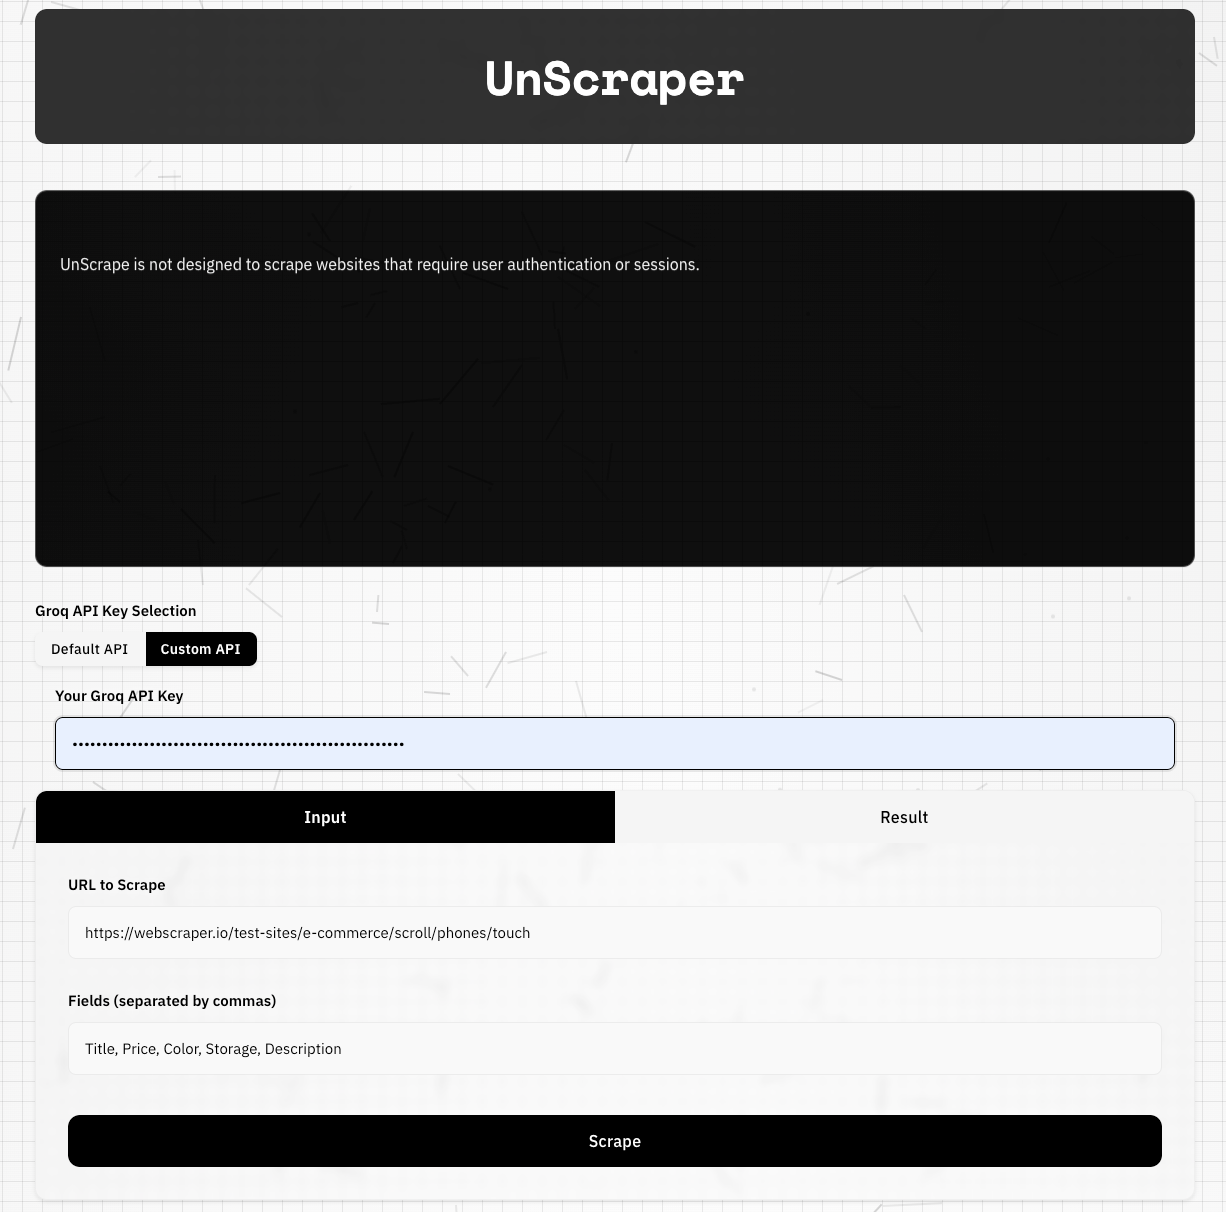 UnScraper
UnScrape is not designed to scrape websites that require user authentication or sessions.
Groq API Key Selection
Default API
Custom API
Your Groq API Key
Input
Result
URL to Scrape
https://webscraper.io/test-sites/e-commerce/scroll/phones/touch
Fields (separated by commas)
Title, Price, Color, Storage, Description
Scrape